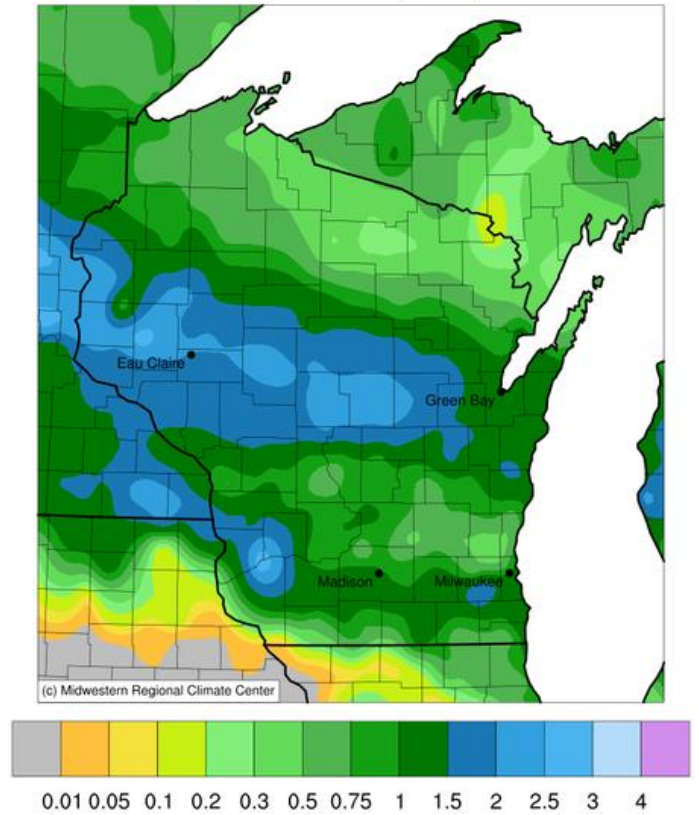 Eau Claire
Green Bay
Madison
Milwaukee
(c) Midwestern Regional Climate Center
0.01 0.05 0.1 0.2 0.3 0.5 0.75 1 1.5 2 2.5 3 4